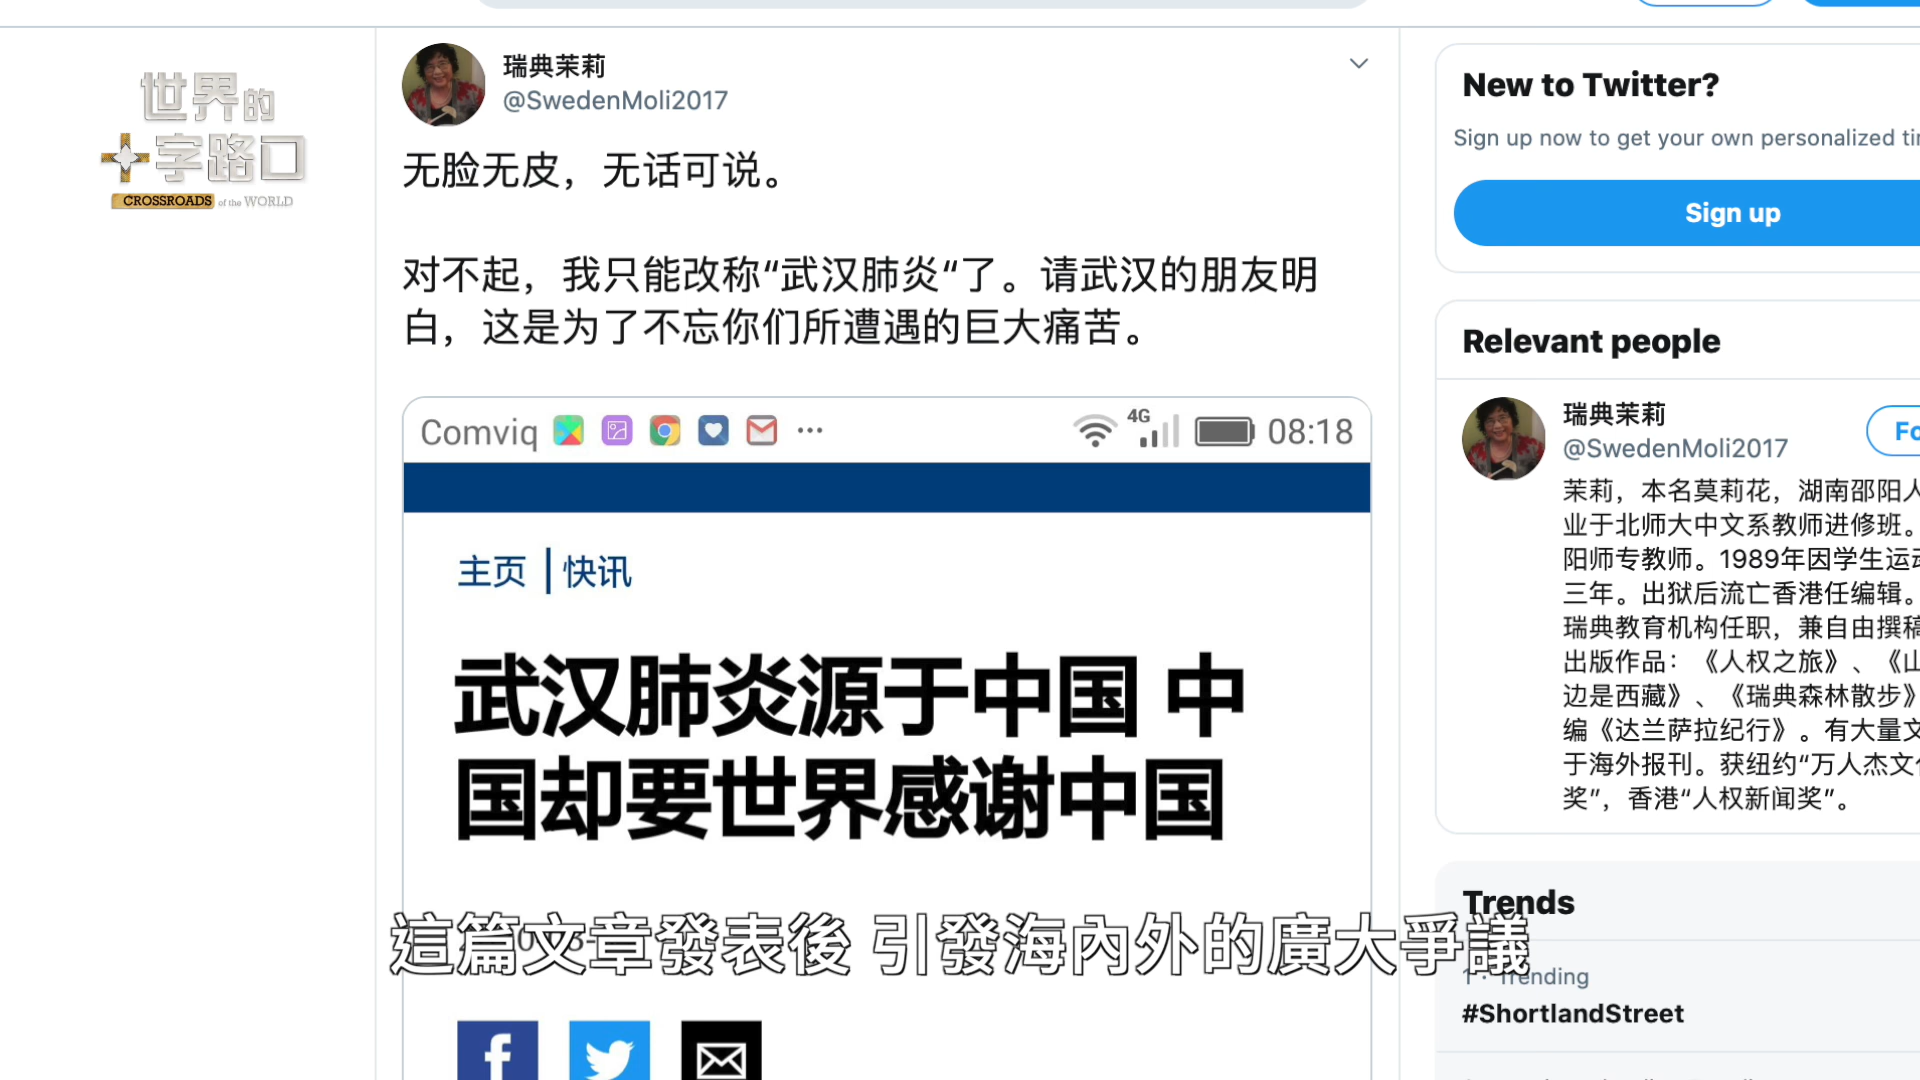 世界的
十字路口
CROSSROADS of the WORLD
瑞典茉莉
@SwedenMoli2017
无脸无皮，无话可说。
对不起，我只能改称“武汉肺炎“了。请武汉的朋友明
白，这是为了不忘你们所遭遇的巨大痛苦。
Comviq 4G 08:18
主页 快讯
武汉肺炎源于中国 中
国却要世界感谢中国
這篇文章發表後 引發海內外的廣大爭議
New to Twitter?
Sign up now to get your own personalized
Sign up
Relevant people
瑞典茉莉
@SwedenMoli2017
Fo
茉莉，本名莫莉花，湖南邵阳人
业于北师大中文系教师进修班。
阳师专教师。1989年因学生运动
三年。出狱后流亡香港任编辑。
瑞典教育机构任职，兼自由撰稿
出版作品：《人权之旅》、《山
边是西藏》、《瑞典森林散步》
编《达兰萨拉纪行》。有大量文
于海外报刊。获纽约“万人杰文化
奖”，香港“人权新闻奖”。
Trends
1 · Trending
#ShortlandStreet